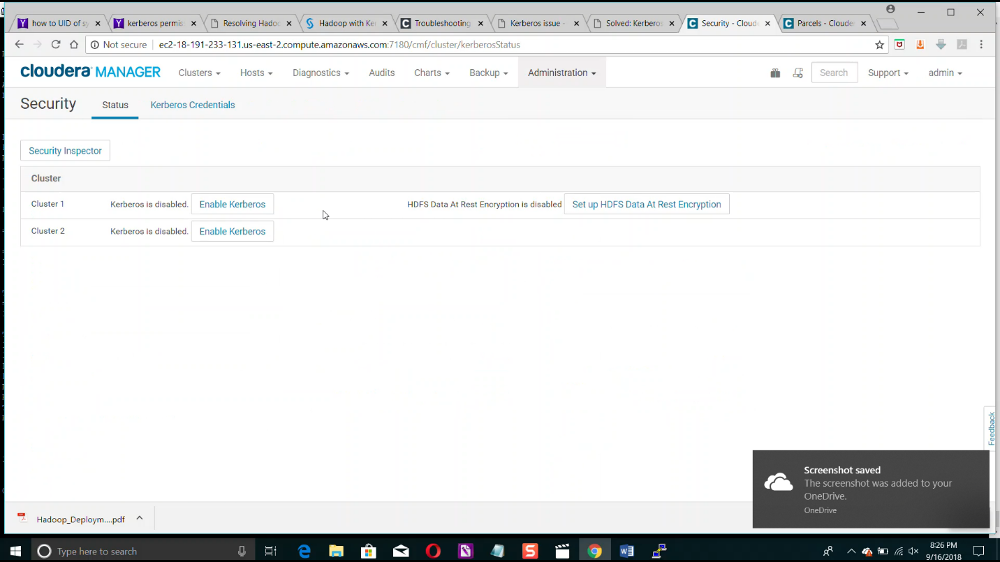 how to UID of sy
kerberos permis
Resolving Hadoo
Hadoop with Ke
Troubleshooting
Kerberos issue -
Solved: Kerberos
Security - Cloude
Parcels - Cloude
Not secure ec2-18-191-233-131.us-east-2.compute.amazonaws.com:7180/cmf/cluster/kerberosStatus
cloudera MANAGER Clusters Hosts Diagnostics Audits Charts Backup Administration Search Support admin
Security Status Kerberos Credentials
Security Inspector
Cluster
Cluster 1 Kerberos is disabled. Enable Kerberos HDFS Data At Rest Encryption is disabled Set up HDFS Data At Rest Encryption
Cluster 2 Kerberos is disabled. Enable Kerberos
Feedback
Screenshot saved
The screenshot was added to your
OneDrive.
OneDrive
Hadoop_Deploym....pdf
Type here to search
8:26 PM
9/16/2018